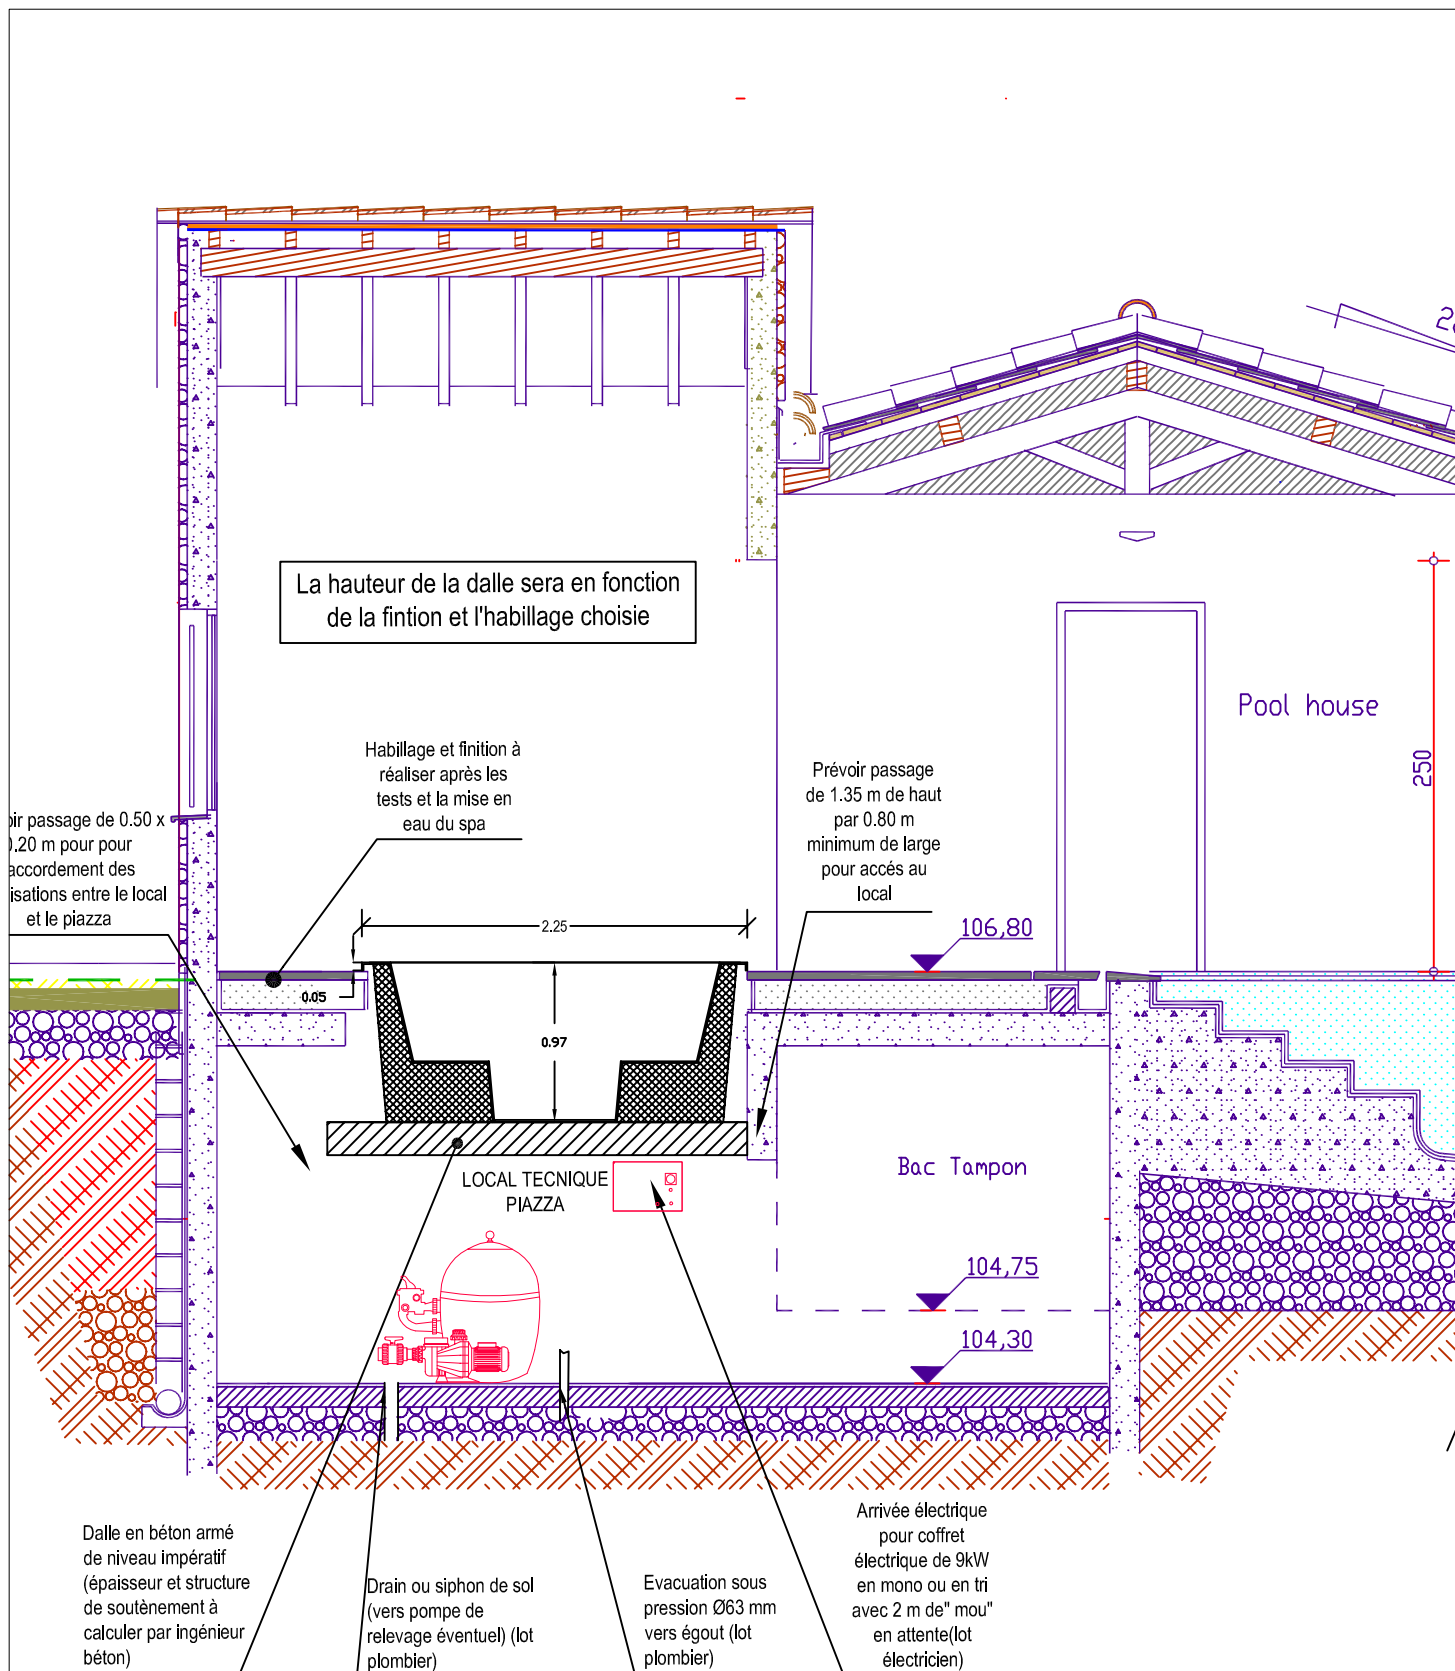 La hauteur de la dalle sera en fonction
de la fintion et l'habillage choisie
Pool house
250
Habillage et finition à
réaliser après les
tests et la mise en
eau du spa
Prévoir passage
de 1.35 m de haut
par 0.80 m
minimum de large
pour accés au
local
passage de 0.50 x
m pour pour
entre le local
et le piazza
2.25
106,80
0.05
0.97
LOCAL TECNIQUE
PIAZZA
Bac Tampon
104,75
104,30
Dalle en béton armé
de niveau impératif
(épaisseur et structure
de soutènement à
calculer par ingénieur
béton)
Drain ou siphon de sol
(vers pompe de
relevage éventuel) (lot
plombier)
Evacuation sous
pression Ø63 mm
vers égout (lot
plombier)
Arrivée électrique
pour coffret
électrique de 9kW
en mono ou en tri
avec 2 m de" mou"
en attente(lot
électricien)